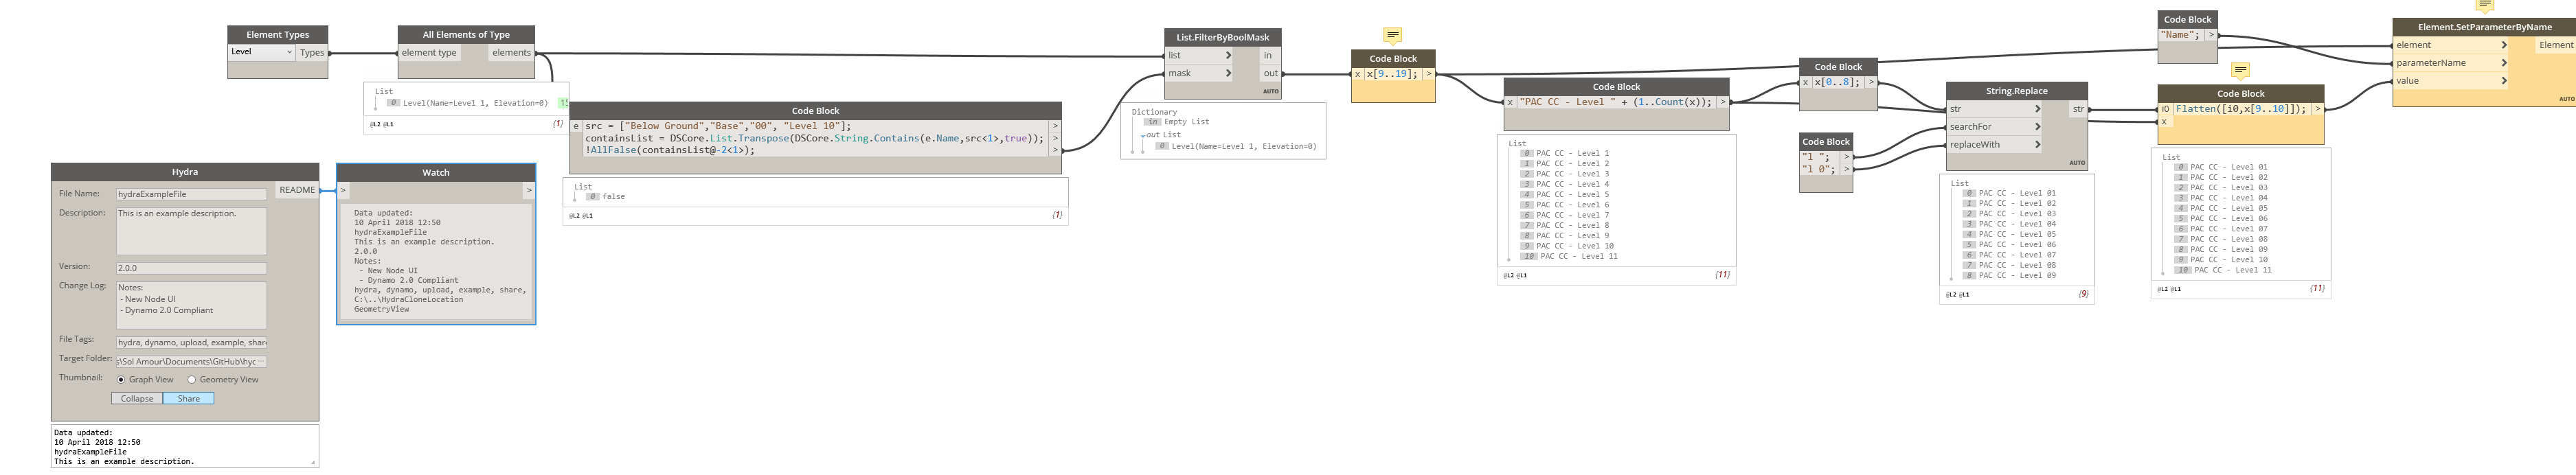 Element Types
Level
Types
All Elements of Type
element type
elements
List
0 Level(Name=Level 1, Elevation=0)
@L2 @L1
{1}
Code Block
e
src = ["Below Ground","Base","00", "Level 10"];
>
containsList = DSCore.List.Transpose(DSCore.String.Contains(e.Name,src<1>,true));
>
!AllFalse(containsList@-2<1>);
>
List
0 false
@L2 @L1
{1}
List.FilterByBoolMask
list >
in
mask >
out
AUTO
Dictionary
in Empty List
out List
0 Level(Name=Level 1, Elevation=0)
Code Block
x
x[9..19];
>
Code Block
x
"PAC CC - Level " + (1..Count(x));
>
List
0 PAC CC - Level 1
1 PAC CC - Level 2
2 PAC CC - Level 3
3 PAC CC - Level 4
4 PAC CC - Level 5
5 PAC CC - Level 6
6 PAC CC - Level 7
7 PAC CC - Level 8
8 PAC CC - Level 9
9 PAC CC - Level 10
10 PAC CC - Level 11
@L2 @L1
{11}
Code Block
x
x[0..8];
>
Code Block
"l ";
>
"l 0";
>
String.Replace
str >
str
searchFor >
replaceWith >
AUTO
List
0 PAC CC - Level 01
1 PAC CC - Level 02
2 PAC CC - Level 03
3 PAC CC - Level 04
4 PAC CC - Level 05
5 PAC CC - Level 06
6 PAC CC - Level 07
7 PAC CC - Level 08
8 PAC CC - Level 09
@L2 @L1
{9}
Code Block
"Name";
>
Code Block
i0
Flatten([i0,x[9..10]]);
>
x
List
0 PAC CC - Level 01
1 PAC CC - Level 02
2 PAC CC - Level 03
3 PAC CC - Level 04
4 PAC CC - Level 05
5 PAC CC - Level 06
6 PAC CC - Level 07
7 PAC CC - Level 08
8 PAC CC - Level 09
9 PAC CC - Level 10
10 PAC CC - Level 11
@L2 @L1
{11}
Element.SetParameterByName
element >
Element
parameterName >
value >
AUTO
Hydra
File Name:
hydraExampleFile
README
Description:
This is an example description.
Version:
2.0.0
Change Log:
Notes:
- New Node UI
- Dynamo 2.0 Compliant
File Tags:
hydra, dynamo, upload, example, shar
Target Folder:
s\Sol Amour\Documents\GitHub\hyc ...
Thumbnail:
Graph View
Geometry View
Collapse
Share
Data updated:
10 April 2018 12:50
hydraExampleFile
This is an example description.
Watch
>
>
Data updated:
10 April 2018 12:50
hydraExampleFile
This is an example description.
2.0.0
Notes:
- New Node UI
- Dynamo 2.0 Compliant
hydra, dynamo, upload, example, share,
C:\..\HydraCloneLocation
GeometryView